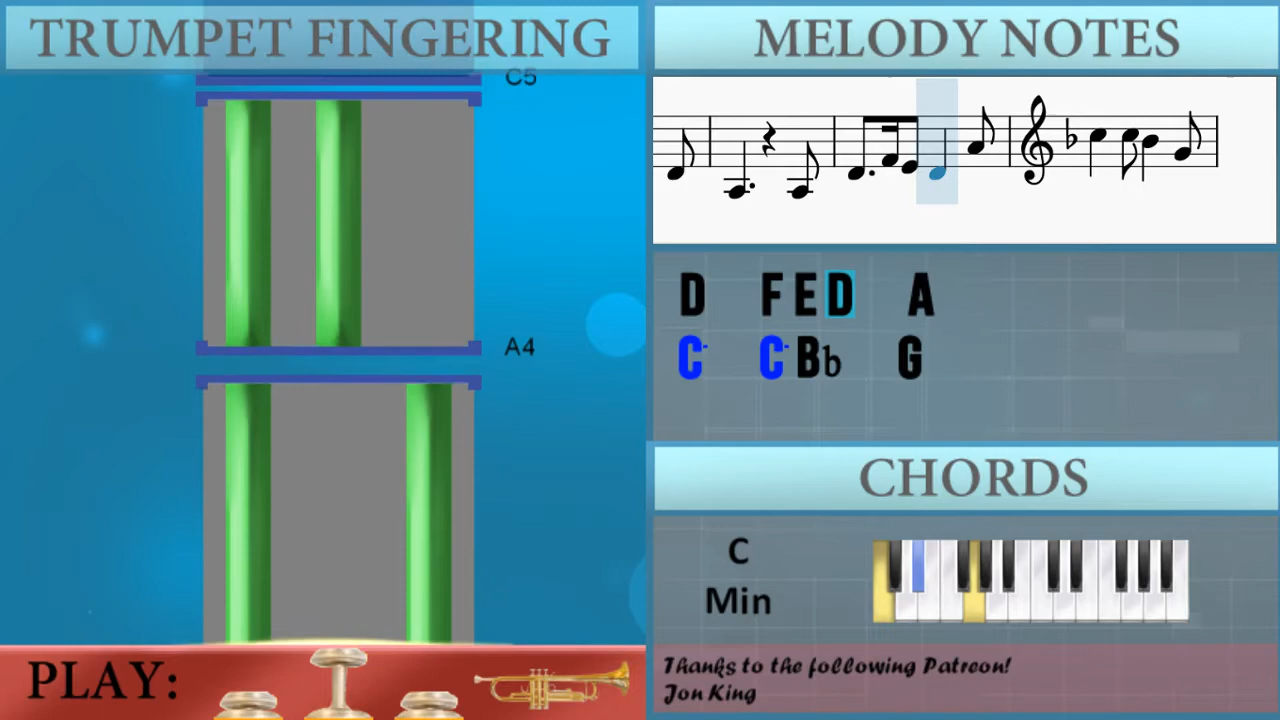 TRUMPET FINGERING
C5
A4
PLAY:
MELODY NOTES
D F E D A
C- C- Bb G
CHORDS
C
Min
Thanks to the following Patreon!
Jon King